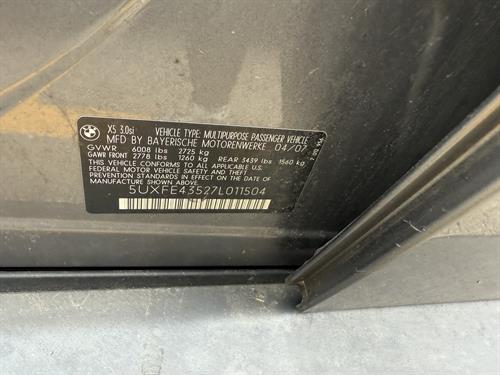 BMW
X5 3.0si VEHICLE TYPE: MULTIPURPOSE PASSENGER VEHICLE
MFD BY BAYERISCHE MOTORENWERKE 04/07
GVWR 6008 lbs 2725 kg
GAWR FRONT 2778 lbs 1260 kg REAR 3439 lbs 1560 kg
THIS VEHICLE CONFORMS TO ALL APPLICABLE U.S.
FEDERAL MOTOR VEHICLE SAFETY BUMPER AND THEFT
PREVENTION STANDARDS IN EFFECT ON THE DATE OF
MANUFACTURE SHOWN ABOVE
5UXFE43527L011504